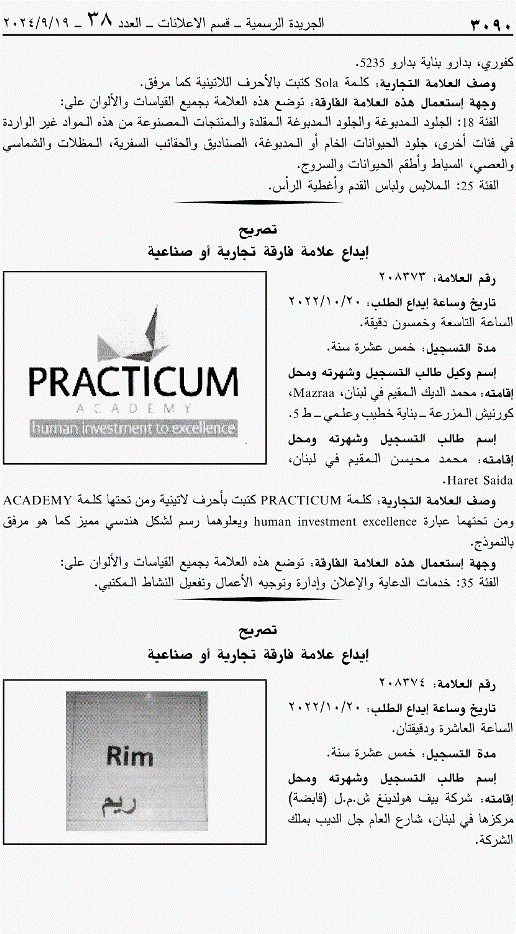 ٣٠٩٠
الجريدة الرسمية – قسم الاعلانات – العدد ٣٨ – ٢٠٢٤/٩/١٩
كفوري، بدارو بناية بدارو 5235.
وصف العلامة التجارية: كلمة Sola كتبت بالأحرف اللاتينية كما مرفق.
وجهة إستعمال هذه العلامة الفارقة: توضع هذه العلامة بجميع القياسات والألوان على:
الفئة 18: الجلود المدبوغة والجلود المدبوغة المقلدة والمنتجات المصنوعة من هذه المواد غير الواردة
في فئات أخرى، جلود الحيوانات الخام أو المدبوغة، الصناديق والحقائب السفرية، المظلات والشماسي
والعصي، السياط وأطقم الحيوانات والسروج.
الفئة 25: الملابس ولباس القدم وأغطية الرأس.
تصريح
إيداع علامة فارقة تجارية أو صناعية
رقم العلامة: ٢٠٨٣٧٣
تاريخ وساعة إيداع الطلب: ٢٠٢٢/١٠/٢٠
الساعة التاسعة وخمسون دقيقة.
مدة التسجيل: خمس عشرة سنة.
إسم وكيل طالب التسجيل وشهرته ومحل
إقامته: محمد الديك المقيم في لبنان، Mazraa،
كورنيش المزرعة – بناية خطيب وعلمي – ط 5.
إسم طالب التسجيل وشهرته ومحل
إقامته: محمد محيسن المقيم في لبنان،
Haret Saida.
PRACTICUM
ACADEMY
human investment to excellence
وصف العلامة التجارية: كلمة PRACTICUM كتبت بأحرف لاتينية ومن تحتها كلمة ACADEMY
ومن تحتهما عبارة human investment excellence ويعلوهما رسم لشكل هندسي مميز كما هو مرفق
بالنموذج.
وجهة إستعمال هذه العلامة الفارقة: توضع هذه العلامة بجميع القياسات والألوان على:
الفئة 35: خدمات الدعاية والإعلان وإدارة وتوجيه الأعمال وتفعيل النشاط المكتبي.
تصريح
إيداع علامة فارقة تجارية أو صناعية
رقم العلامة: ٢٠٨٣٧٤
تاريخ وساعة إيداع الطلب: ٢٠٢٢/١٠/٢٠
الساعة العاشرة ودقيقتان.
مدة التسجيل: خمس عشرة سنة.
إسم طالب التسجيل وشهرته ومحل
إقامته: شركة بيف هولدينغ ش.م.ل (قابضة)
مركزها في لبنان، شارع العام جل الديب بملك
الشركة.
Rim
ريم